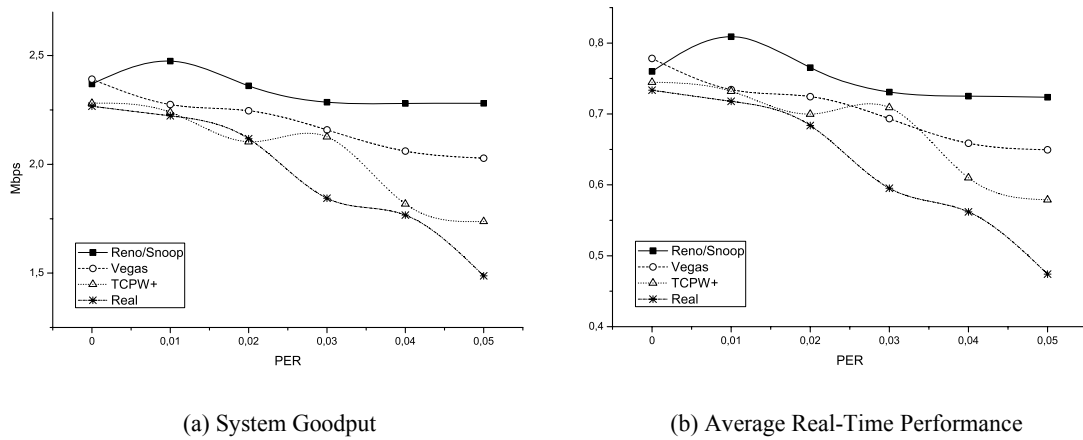 2,5
2,0
1,5
Mbps
Reno/Snoop
Vegas
TCPW+
Real
0 0,01 0,02 0,03 0,04 0,05
PER
(a) System Goodput
0,8
0,7
0,6
0,5
0,4
Reno/Snoop
Vegas
TCPW+
Real
0 0,01 0,02 0,03 0,04 0,05
PER
(b) Average Real-Time Performance